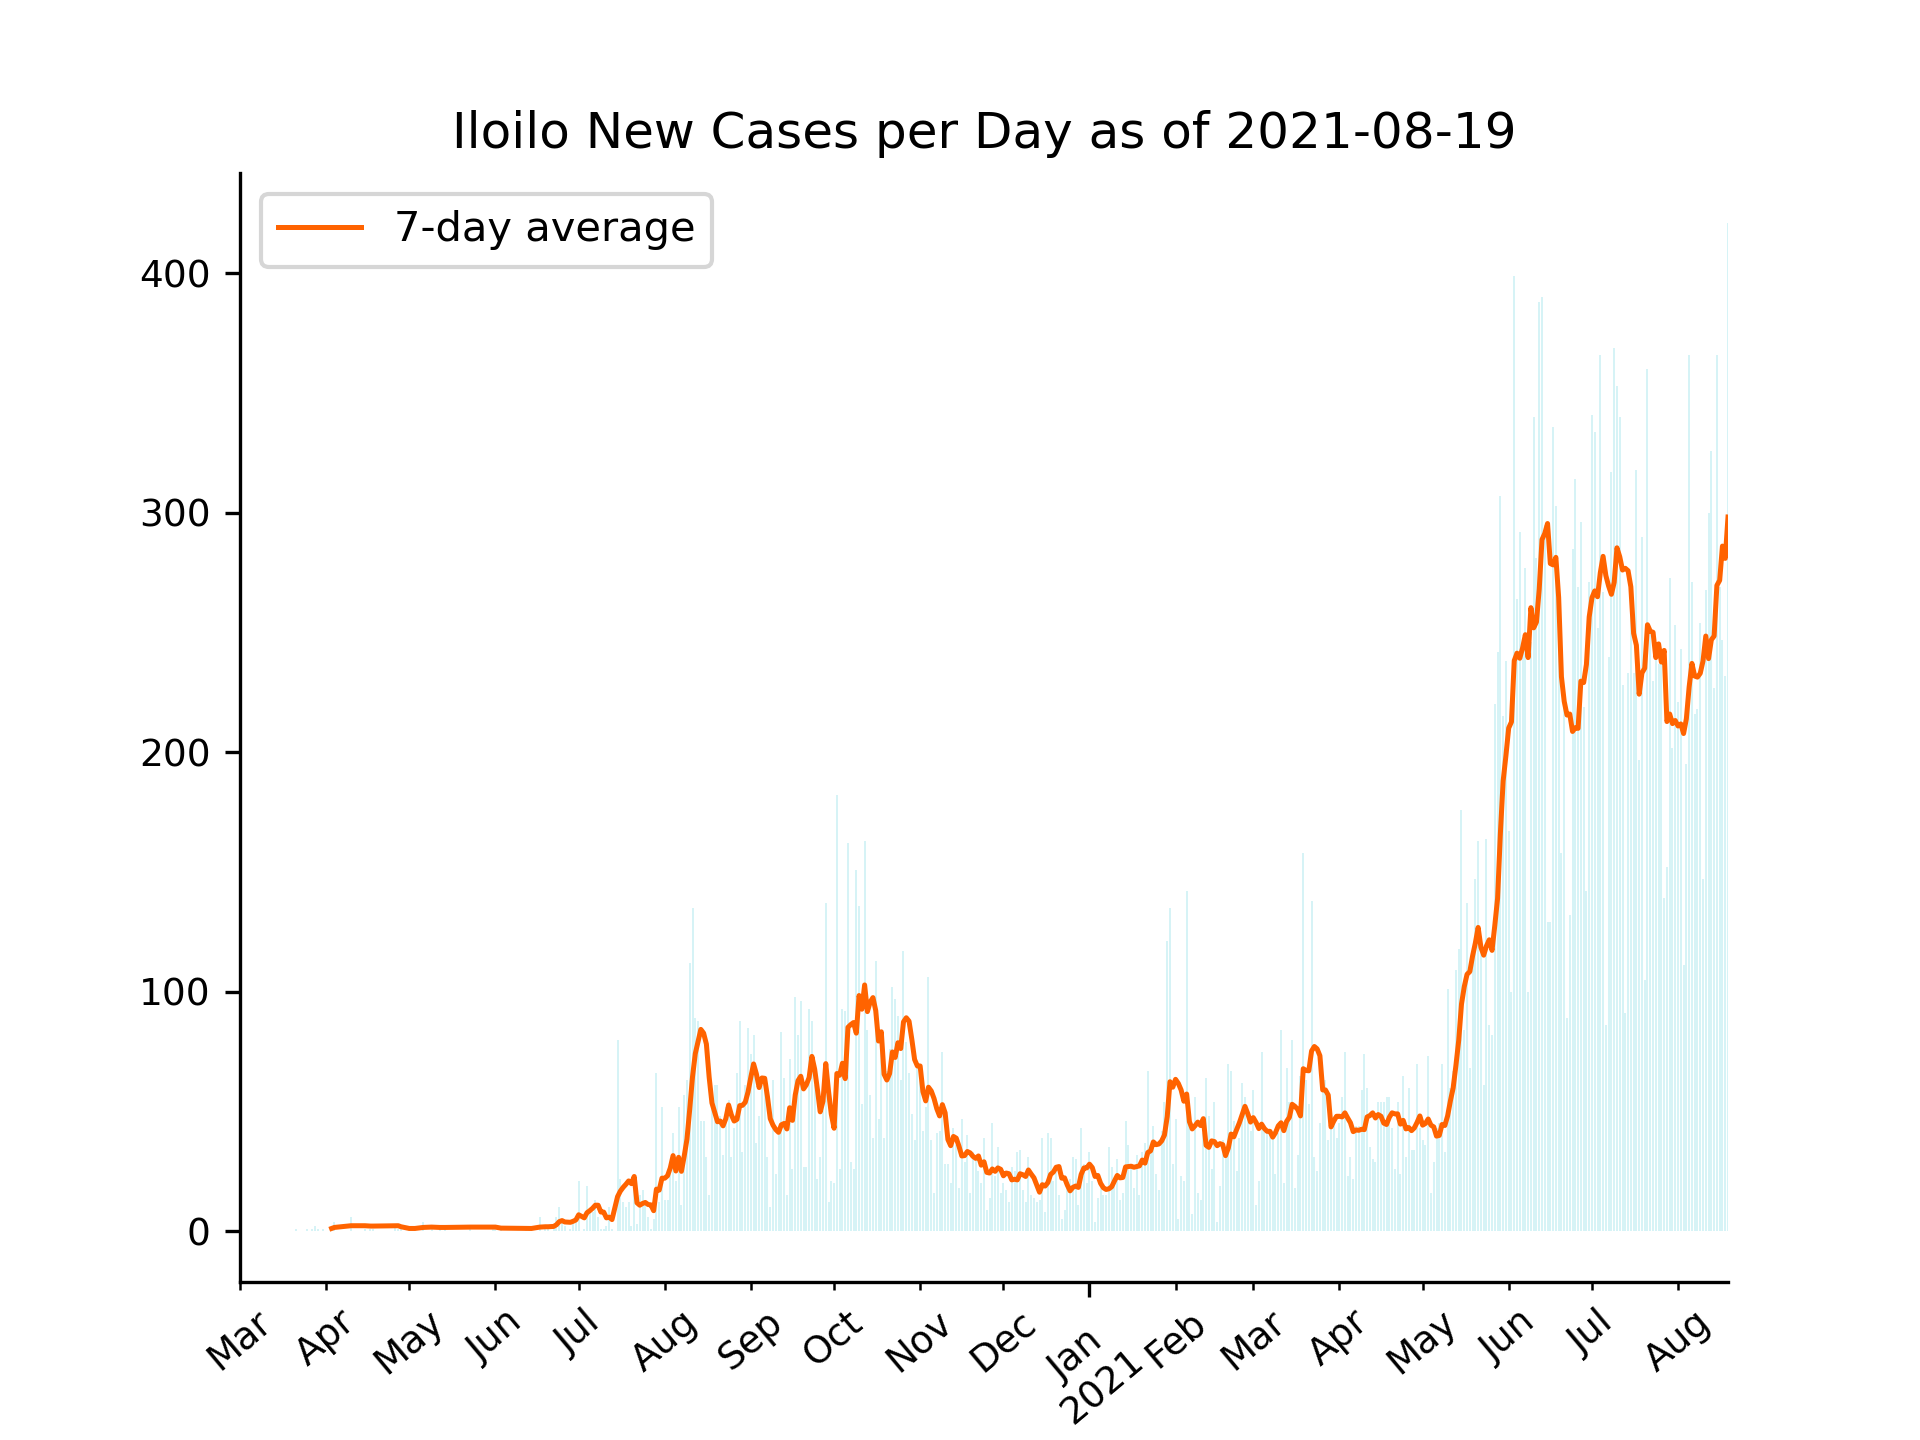 Iloilo New Cases per Day as of 2021-08-19
7-day average
400
300
200
100
0
Mar
Apr
May
Jun
Jul
Aug
Sep
Oct
Nov
Dec
Jan
2021
Feb
Mar
Apr
May
Jun
Jul
Aug